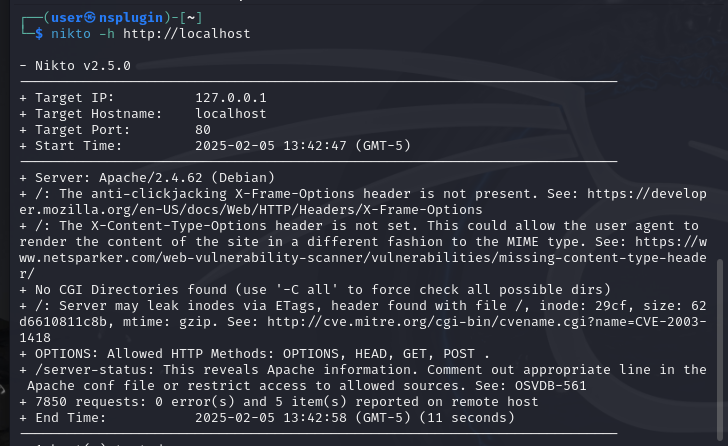 (user㉿nsplugin)-[~]
$ nikto -h http://localhost
- Nikto v2.5.0
+ Target IP: 127.0.0.1
+ Target Hostname: localhost
+ Target Port: 80
+ Start Time: 2025-02-05 13:42:47 (GMT-5)
+ Server: Apache/2.4.62 (Debian)
+ /: The anti-clickjacking X-Frame-Options header is not present. See: https://develop
er.mozilla.org/en-US/docs/Web/HTTP/Headers/X-Frame-Options
+ /: The X-Content-Type-Options header is not set. This could allow the user agent to
render the content of the site in a different fashion to the MIME type. See: https://w
ww.netsparker.com/web-vulnerability-scanner/vulnerabilities/missing-content-type-heade
r/
+ No CGI Directories found (use '-C all' to force check all possible dirs)
+ /: Server may leak inodes via ETags, header found with file /, inode: 29cf, size: 62
d6610811c8b, mtime: gzip. See: http://cve.mitre.org/cgi-bin/cvename.cgi?name=CVE-2003-
1418
+ OPTIONS: Allowed HTTP Methods: OPTIONS, HEAD, GET, POST .
+ /server-status: This reveals Apache information. Comment out appropriate line in the
Apache conf file or restrict access to allowed sources. See: OSVDB-561
+ 7850 requests: 0 error(s) and 5 item(s) reported on remote host
+ End Time: 2025-02-05 13:42:58 (GMT-5) (11 seconds)